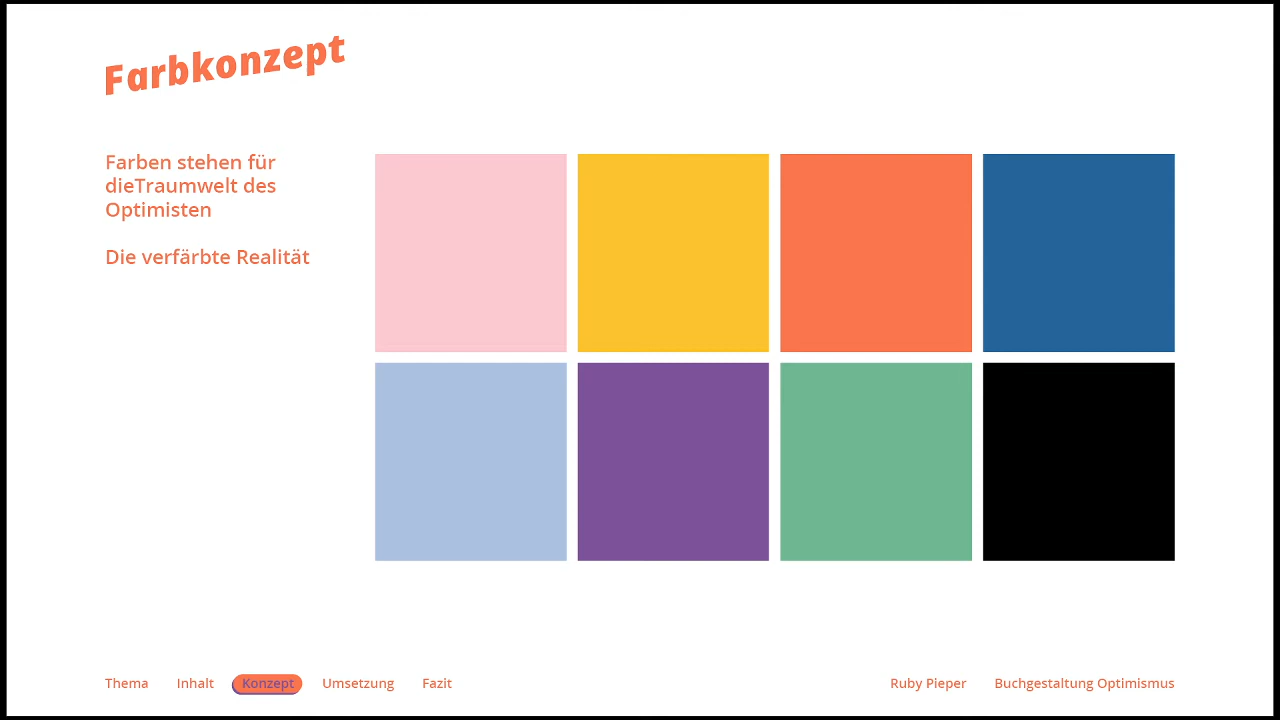 Farbkonzept
Farben stehen für
dieTraumwelt des
Optimisten
Die verfärbte Realität
Thema Inhalt Konzept Umsetzung Fazit Ruby Pieper Buchgestaltung Optimismus